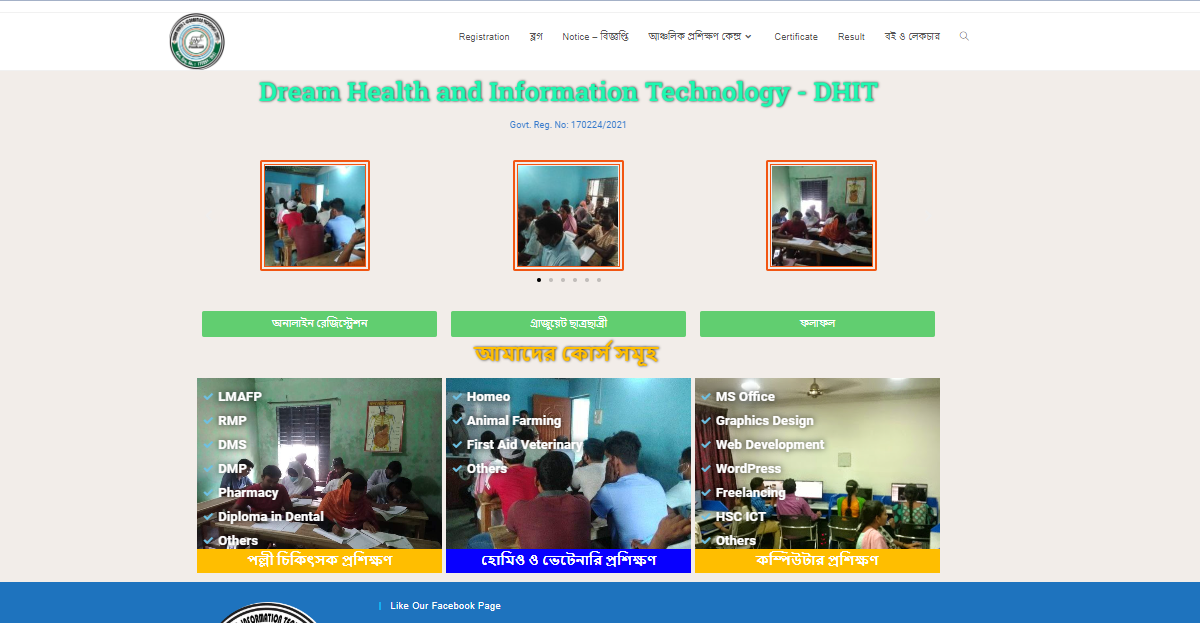 Registration ব্লগ Notice – বিজ্ঞপ্তি আঞ্চলিক প্রশিক্ষণ কেন্দ্র Certificate Result বই ও লেকচার
Dream Health and Information Technology - DHIT
Govt. Reg. No: 170224/2021
অনালাইন রেজিস্ট্রেশন গ্রাজুয়েট ছাত্রছাত্রী ফলাফল
আমাদের কোর্স সমূহ
LMAFP
RMP
DMS
DMP
Pharmacy
Diploma in Dental
Others
পল্লী চিকিৎসক প্রশিক্ষণ
Homeo
Animal Farming
First Aid Veterinary
Others
হোমিও ও ভেটেনারি প্রশিক্ষণ
MS Office
Graphics Design
Web Development
WordPress
Freelancing
HSC ICT
Others
কম্পিউটার প্রশিক্ষণ
Like Our Facebook Page